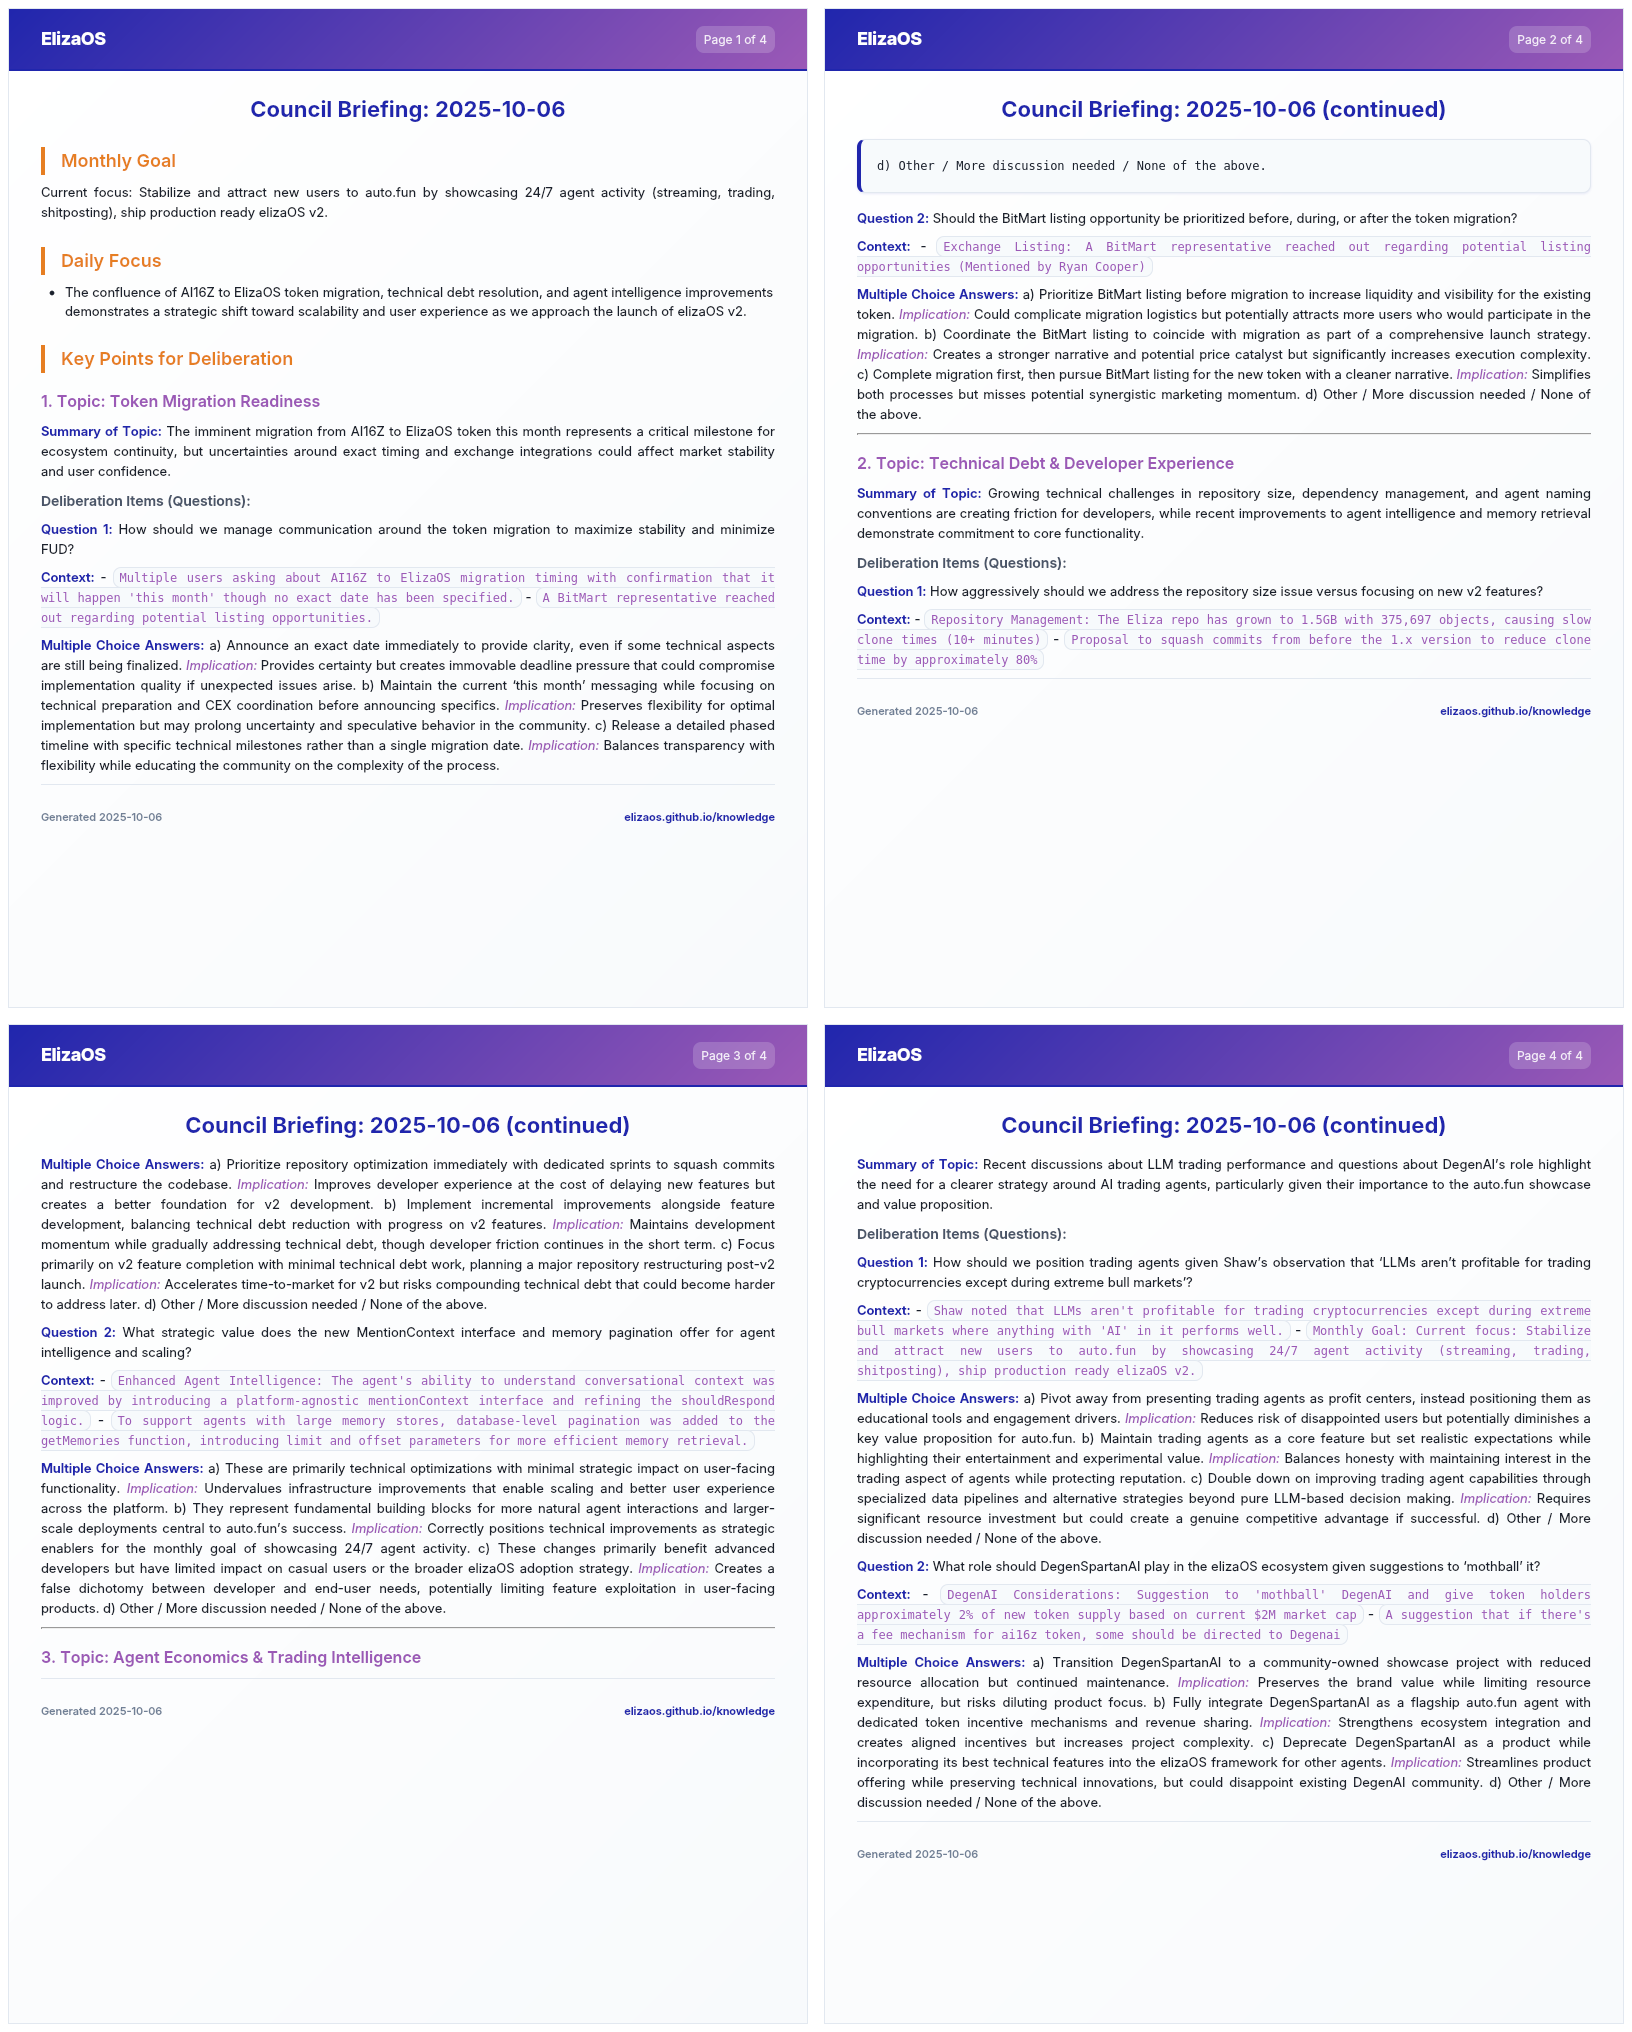 ElizaOS
Page 1 of 4
Council Briefing: 2025-10-06
Monthly Goal
Current focus: Stabilize and attract new users to auto.fun by showcasing 24/7 agent activity (streaming, trading,
shitposting), ship production ready elizaOS v2.
Daily Focus
• The confluence of AI16Z to ElizaOS token migration, technical debt resolution, and agent intelligence improvements
demonstrates a strategic shift toward scalability and user experience as we approach the launch of elizaOS v2.
Key Points for Deliberation
1. Topic: Token Migration Readiness
Summary of Topic: The imminent migration from AI16Z to ElizaOS token this month represents a critical milestone for
ecosystem continuity, but uncertainties around exact timing and exchange integrations could affect market stability
and user confidence.
Deliberation Items (Questions):
Question 1: How should we manage communication around the token migration to maximize stability and minimize
FUD?
Context: - Multiple users asking about AI16Z to ElizaOS migration timing with confirmation that it
will happen 'this month' though no exact date has been specified. - A BitMart representative reached
out regarding potential listing opportunities.
Multiple Choice Answers: a) Announce an exact date immediately to provide clarity, even if some technical aspects
are still being finalized. Implication: Provides certainty but creates immovable deadline pressure that could compromise
implementation quality if unexpected issues arise. b) Maintain the current ‘this month’ messaging while focusing on
technical preparation and CEX coordination before announcing specifics. Implication: Preserves flexibility for optimal
implementation but may prolong uncertainty and speculative behavior in the community. c) Release a detailed phased
timeline with specific technical milestones rather than a single migration date. Implication: Balances transparency with
flexibility while educating the community on the complexity of the process.
Generated 2025-10-06
elizaos.github.io/knowledge
ElizaOS
Page 2 of 4
Council Briefing: 2025-10-06 (continued)
d) Other / More discussion needed / None of the above.
Question 2: Should the BitMart listing opportunity be prioritized before, during, or after the token migration?
Context: - Exchange Listing: A BitMart representative reached out regarding potential listing
opportunities (Mentioned by Ryan Cooper)
Multiple Choice Answers: a) Prioritize BitMart listing before migration to increase liquidity and visibility for the existing
token. Implication: Could complicate migration logistics but potentially attracts more users who would participate in the
migration. b) Coordinate the BitMart listing to coincide with migration as part of a comprehensive launch strategy.
Implication: Creates a stronger narrative and potential price catalyst but significantly increases execution complexity.
c) Complete migration first, then pursue BitMart listing for the new token with a cleaner narrative. Implication: Simplifies
both processes but misses potential synergistic marketing momentum. d) Other / More discussion needed / None of
the above.
2. Topic: Technical Debt & Developer Experience
Summary of Topic: Growing technical challenges in repository size, dependency management, and agent naming
conventions are creating friction for developers, while recent improvements to agent intelligence and memory retrieval
demonstrate commitment to core functionality.
Deliberation Items (Questions):
Question 1: How aggressively should we address the repository size issue versus focusing on new v2 features?
Context: - Repository Management: The Eliza repo has grown to 1.5GB with 375,697 objects, causing slow
clone times (10+ minutes) - Proposal to squash commits from before the 1.x version to reduce clone
time by approximately 80%
Generated 2025-10-06
elizaos.github.io/knowledge
ElizaOS
Page 3 of 4
Council Briefing: 2025-10-06 (continued)
Multiple Choice Answers: a) Prioritize repository optimization immediately with dedicated sprints to squash commits
and restructure the codebase. Implication: Improves developer experience at the cost of delaying new features but
creates a better foundation for v2 development. b) Implement incremental improvements alongside feature
development, balancing technical debt reduction with progress on v2 features. Implication: Maintains development
momentum while gradually addressing technical debt, though developer friction continues in the short term. c) Focus
primarily on v2 feature completion with minimal technical debt work, planning a major repository restructuring post-v2
launch. Implication: Accelerates time-to-market for v2 but risks compounding technical debt that could become harder
to address later. d) Other / More discussion needed / None of the above.
Question 2: What strategic value does the new MentionContext interface and memory pagination offer for agent
intelligence and scaling?
Context: - Enhanced Agent Intelligence: The agent's ability to understand conversational context was
improved by introducing a platform-agnostic mentionContext interface and refining the shouldRespond
logic. - To support agents with large memory stores, database-level pagination was added to the
getMemories function, introducing limit and offset parameters for more efficient memory retrieval.
Multiple Choice Answers: a) These are primarily technical optimizations with minimal strategic impact on user-facing
functionality. Implication: Undervalues infrastructure improvements that enable scaling and better user experience
across the platform. b) They represent fundamental building blocks for more natural agent interactions and larger-
scale deployments central to auto.fun’s success. Implication: Correctly positions technical improvements as strategic
enablers for the monthly goal of showcasing 24/7 agent activity. c) These changes primarily benefit advanced
developers but have limited impact on casual users or the broader elizaOS adoption strategy. Implication: Creates a
false dichotomy between developer and end-user needs, potentially limiting feature exploitation in user-facing
products. d) Other / More discussion needed / None of the above.
3. Topic: Agent Economics & Trading Intelligence
Generated 2025-10-06
elizaos.github.io/knowledge
ElizaOS
Page 4 of 4
Council Briefing: 2025-10-06 (continued)
Summary of Topic: Recent discussions about LLM trading performance and questions about DegenAI’s role highlight
the need for a clearer strategy around AI trading agents, particularly given their importance to the auto.fun showcase
and value proposition.
Deliberation Items (Questions):
Question 1: How should we position trading agents given Shaw’s observation that ‘LLMs aren’t profitable for trading
cryptocurrencies except during extreme bull markets’?
Context: - Shaw noted that LLMs aren't profitable for trading cryptocurrencies except during extreme
bull markets where anything with 'AI' in it performs well. - Monthly Goal: Current focus: Stabilize
and attract new users to auto.fun by showcasing 24/7 agent activity (streaming, trading,
shitposting), ship production ready elizaOS v2.
Multiple Choice Answers: a) Pivot away from presenting trading agents as profit centers, instead positioning them as
educational tools and engagement drivers. Implication: Reduces risk of disappointed users but potentially diminishes a
key value proposition for auto.fun. b) Maintain trading agents as a core feature but set realistic expectations while
highlighting their entertainment and experimental value. Implication: Balances honesty with maintaining interest in the
trading aspect of agents while protecting reputation. c) Double down on improving trading agent capabilities through
specialized data pipelines and alternative strategies beyond pure LLM-based decision making. Implication: Requires
significant resource investment but could create a genuine competitive advantage if successful. d) Other / More
discussion needed / None of the above.
Question 2: What role should DegenSpartanAI play in the elizaOS ecosystem given suggestions to ‘mothball’ it?
Context: - DegenAI Considerations: Suggestion to 'mothball' DegenAI and give token holders
approximately 2% of new token supply based on current $2M market cap - A suggestion that if there's
a fee mechanism for ai16z token, some should be directed to Degenai
Multiple Choice Answers: a) Transition DegenSpartanAI to a community-owned showcase project with reduced
resource allocation but continued maintenance. Implication: Preserves the brand value while limiting resource
expenditure, but risks diluting product focus. b) Fully integrate DegenSpartanAI as a flagship auto.fun agent with
dedicated token incentive mechanisms and revenue sharing. Implication: Strengthens ecosystem integration and
creates aligned incentives but increases project complexity. c) Deprecate DegenSpartanAI as a product while
incorporating its best technical features into the elizaOS framework for other agents. Implication: Streamlines product
offering while preserving technical innovations, but could disappoint existing DegenAI community. d) Other / More
discussion needed / None of the above.
Generated 2025-10-06
elizaos.github.io/knowledge